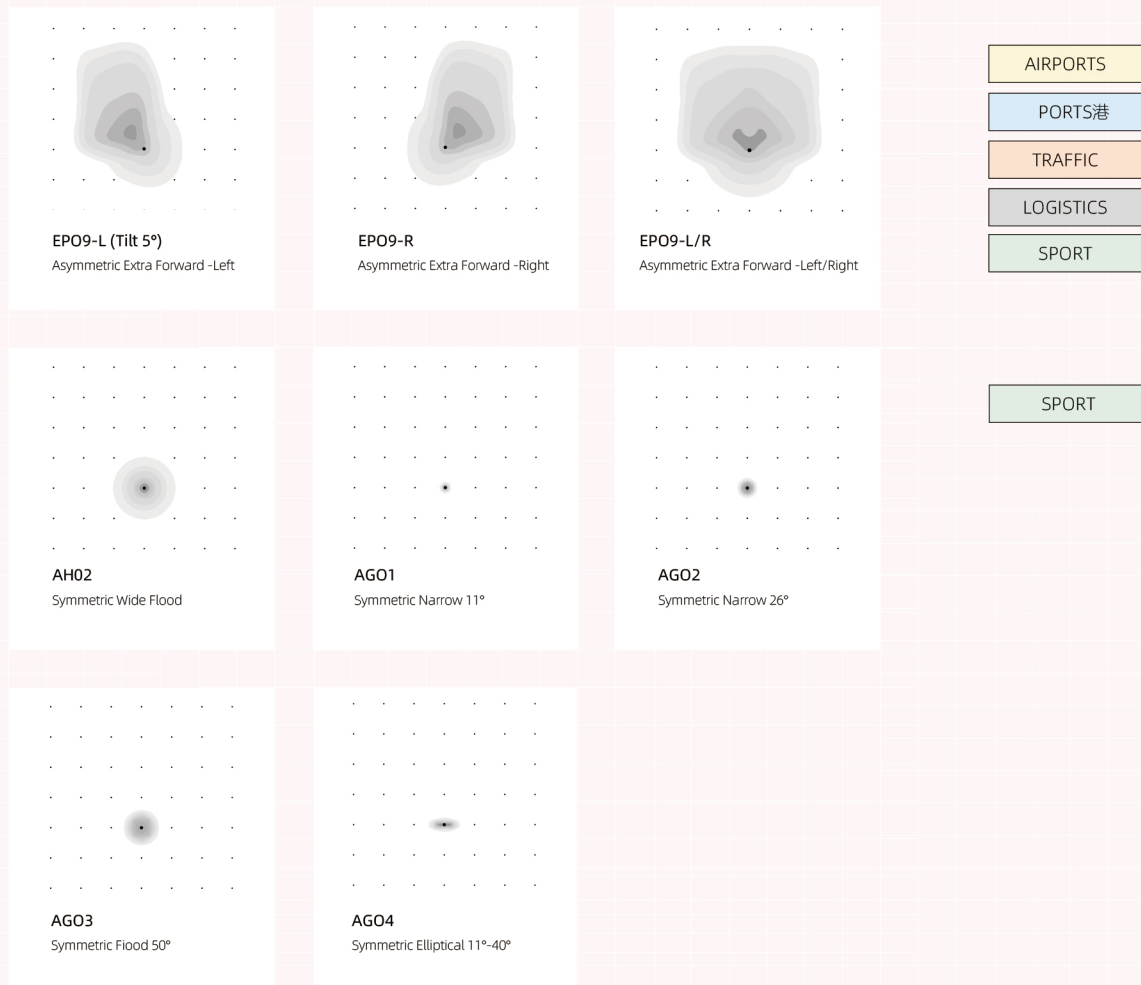 AIRPORTS
PORTS港
TRAFFIC
LOGISTICS
SPORT
EPO9-L (Tilt 5°)
Asymmetric Extra Forward -Left
EPO9-R
Asymmetric Extra Forward -Right
EPO9-L/R
Asymmetric Extra Forward -Left/Right
SPORT
AH02
Symmetric Wide Flood
AGO1
Symmetric Narrow 11°
AGO2
Symmetric Narrow 26°
AGO3
Symmetric Fiood 50°
AGO4
Symmetric Elliptical 11°-40°